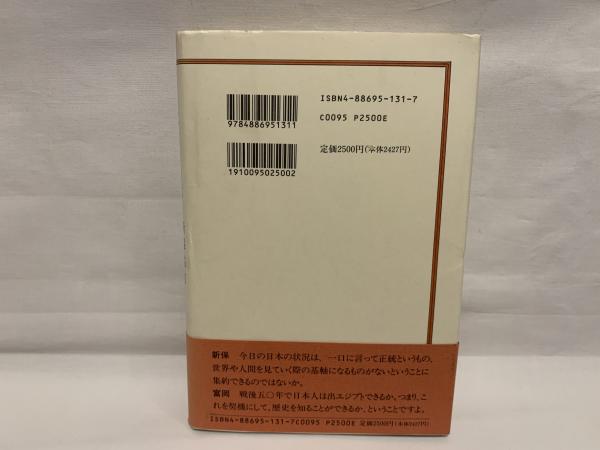 ISBN4-88695-131-7
C0095 P2500E
9784886951311
定価2500円(本体2427円)
1910095025002
新保 今日の日本の状況は、一口に言って正統というもの、
世界や人間を見ていく際の基軸になるものがないということに
集約できるのではないか。
富岡 戦後五〇年で日本人は出エジプトできるか。つまり、こ
れを契機にして、歴史を知ることができるか、ということですよ。
ISBN4-88695-131-7C0095 P2500E 定価2500円(本体2427円)